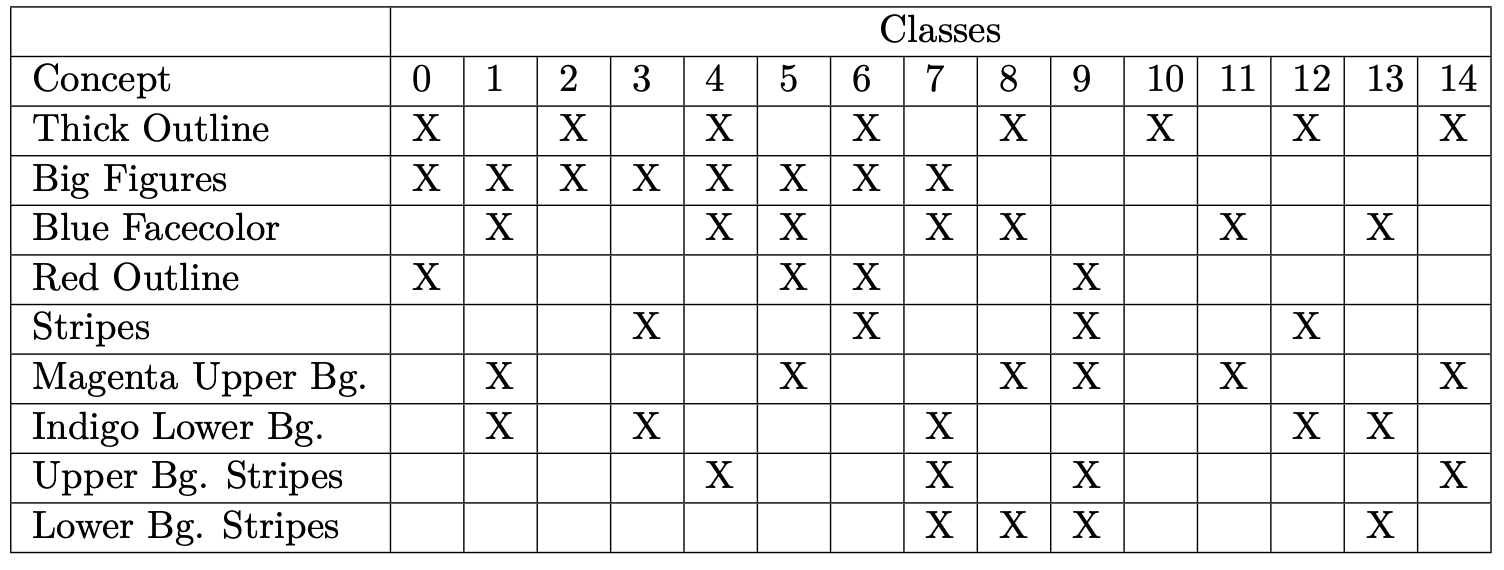 Classes
Concept 0 1 2 3 4 5 6 7 8 9 10 11 12 13 14
Thick Outline X X X X X X X X
Big Figures X X X X X X X X
Blue Facecolor X X X X X X X
Red Outline X X X X
Stripes X X X X
Magenta Upper Bg. X X X X X X
Indigo Lower Bg. X X X X X
Upper Bg. Stripes X X X X
Lower Bg. Stripes X X X X